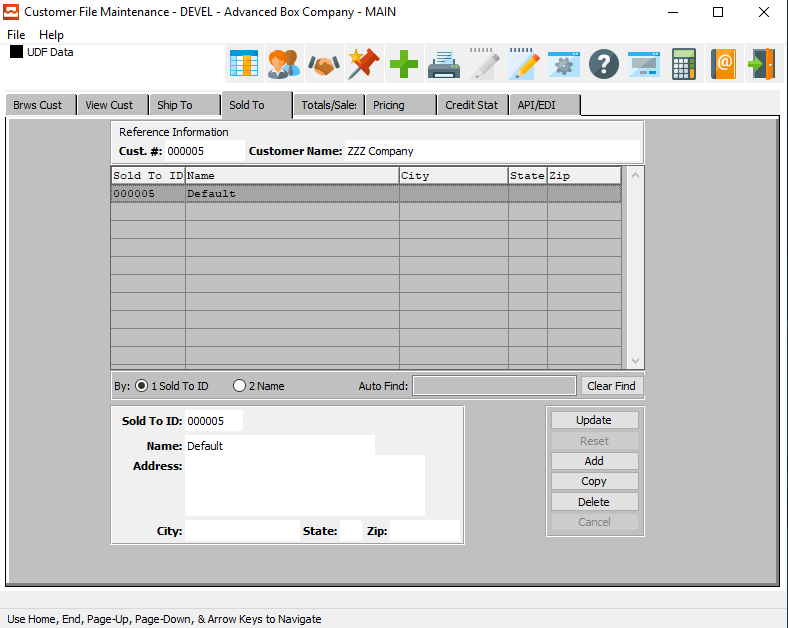 Customer File Maintenance - DEVEL - Advanced Box Company - MAIN
File Help
UDF Data
Brws Cust View Cust Ship To Sold To Totals/Sales Pricing Credit Stat API/EDI
Reference Information
Cust. #: 000005 Customer Name: ZZZ Company
Sold To ID Name City State Zip
000005 Default
By: 1 Sold To ID 2 Name Auto Find: Clear Find
Sold To ID: 000005
Name: Default
Address:
City: State: Zip:
Update
Reset
Add
Copy
Delete
Cancel
Use Home, End, Page-Up, Page-Down, & Arrow Keys to Navigate